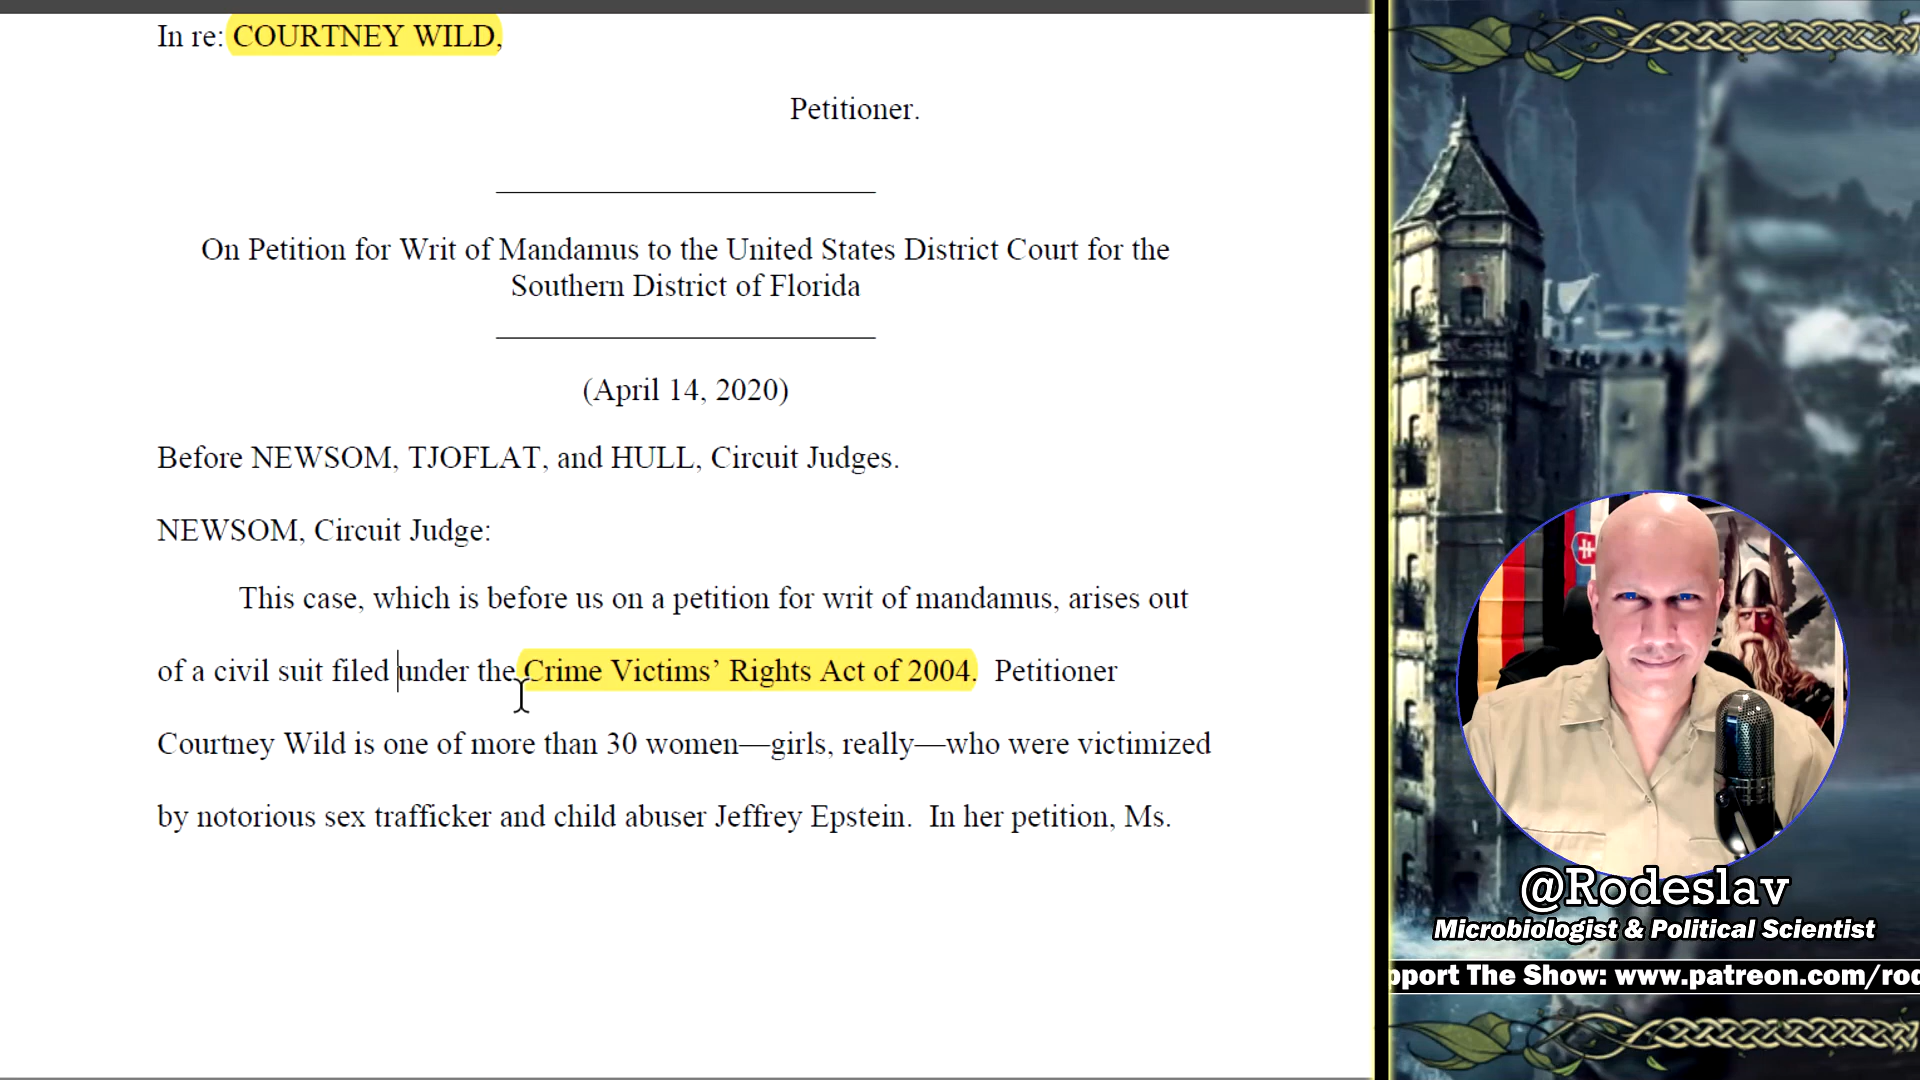 In re: COURTNEY WILD,
Petitioner.
On Petition for Writ of Mandamus to the United States District Court for the
Southern District of Florida
(April 14, 2020)
Before NEWSOM, TJOFLAT, and HULL, Circuit Judges.
NEWSOM, Circuit Judge:
This case, which is before us on a petition for writ of mandamus, arises out
of a civil suit filed under the Crime Victims’ Rights Act of 2004. Petitioner
Courtney Wild is one of more than 30 women—girls, really—who were victimized
by notorious sex trafficker and child abuser Jeffrey Epstein. In her petition, Ms.
@Rodeslav
Microbiologist & Political Scientist
pport The Show: www.patreon.com/rod